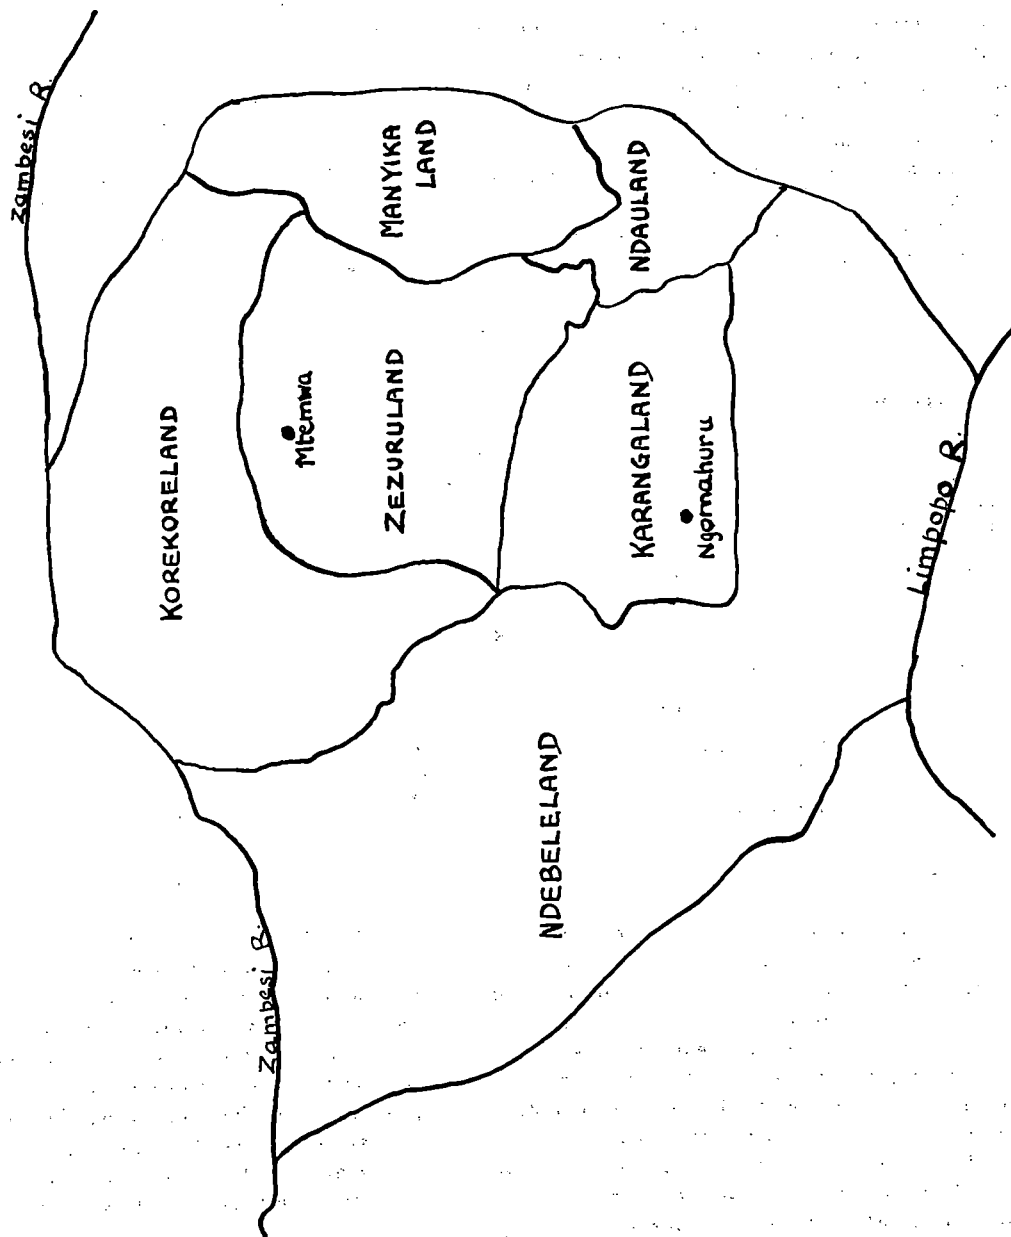 Zambesi R.
KOREKORELAND
Zambesi R.
Mtemwa
MANYIKA
LAND
ZEZURULAND
NDEBELELAND
KARANGALAND
NDAULAND
Ngomahuru
Limpopo R.